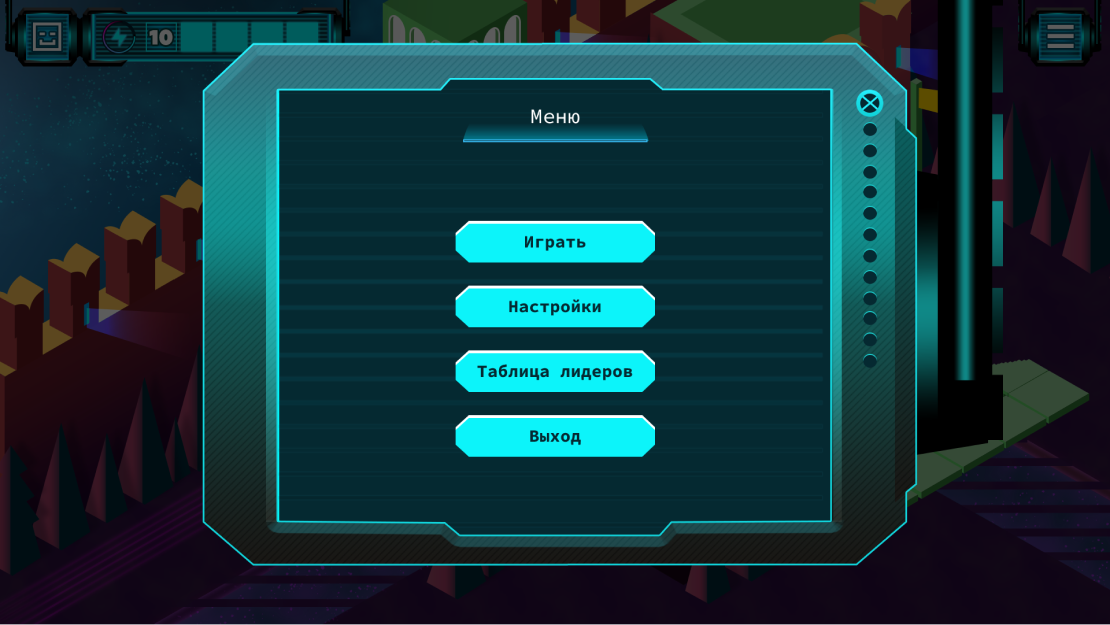 10
Меню
Играть
Настройки
Таблица лидеров
Выход